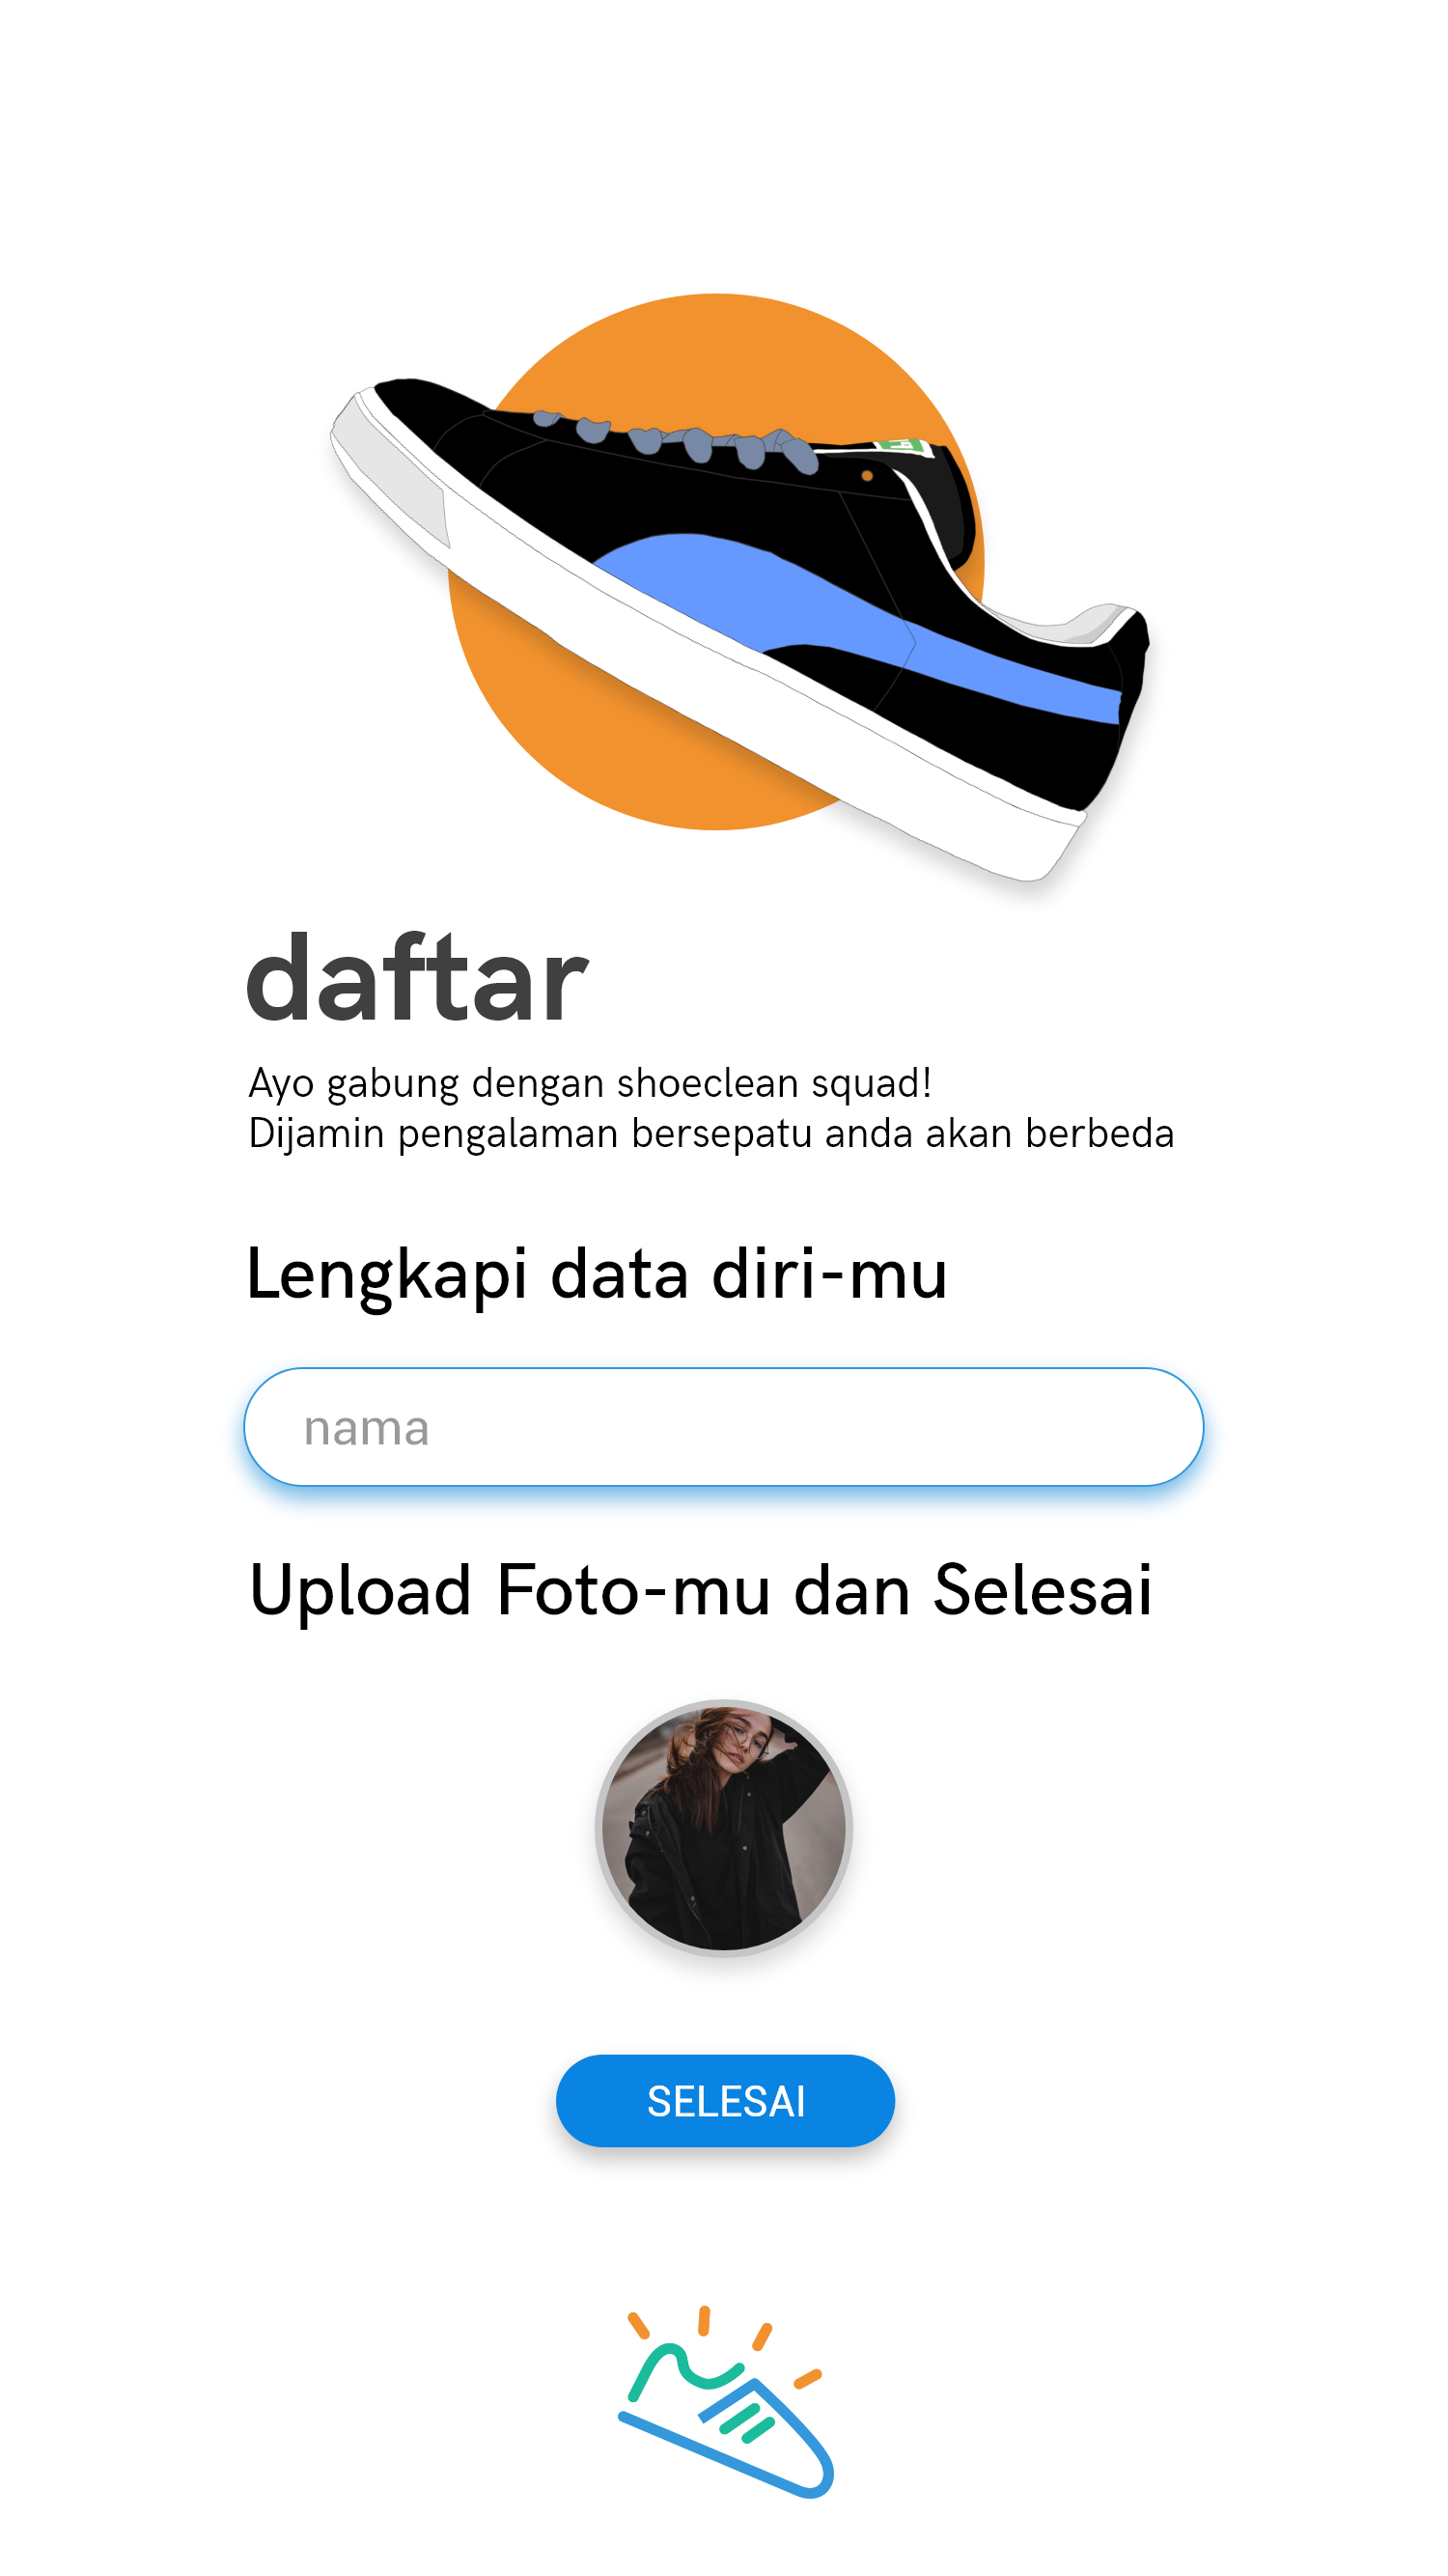 daftar
Ayo gabung dengan shoeclean squad!
Dijamin pengalaman bersepatu anda akan berbeda
Lengkapi data diri-mu
nama
Upload Foto-mu dan Selesai
SELESAI